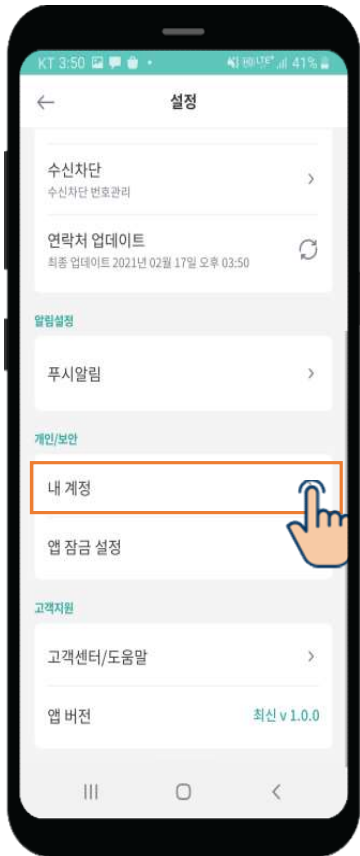 KT 3:50 41%
설정
수신차단
수신차단 번호관리
연락처 업데이트
최종 업데이트 2021년 02월 17일 오후 03:50
알림설정
푸시알림
개인/보안
내 계정
앱 잠금 설정
고객지원
고객센터/도움말
앱 버전 최신 v 1.0.0